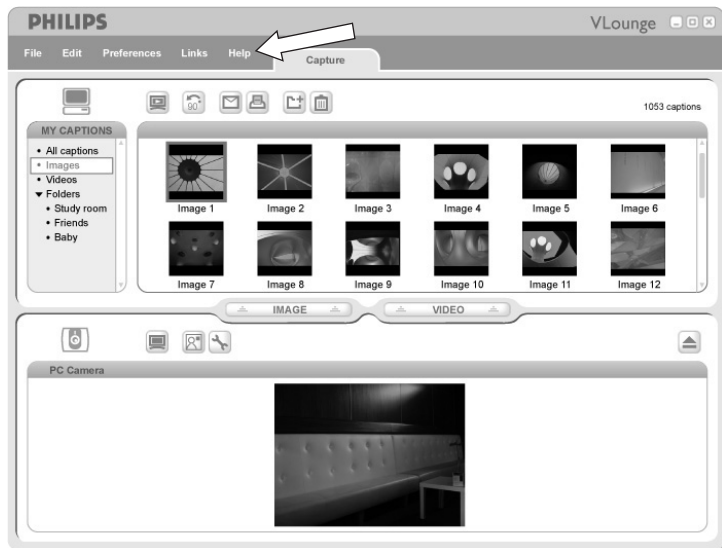 PHILIPS VLounge
File Edit Preferences Links Help Capture
90°
1053 captions
MY CAPTIONS
• All captions
• Images
• Videos
▼ Folders
• Study room
• Friends
• Baby
Image 1 Image 2 Image 3 Image 4 Image 5 Image 6
Image 7 Image 8 Image 9 Image 10 Image 11 Image 12
IMAGE VIDEO
PC Camera